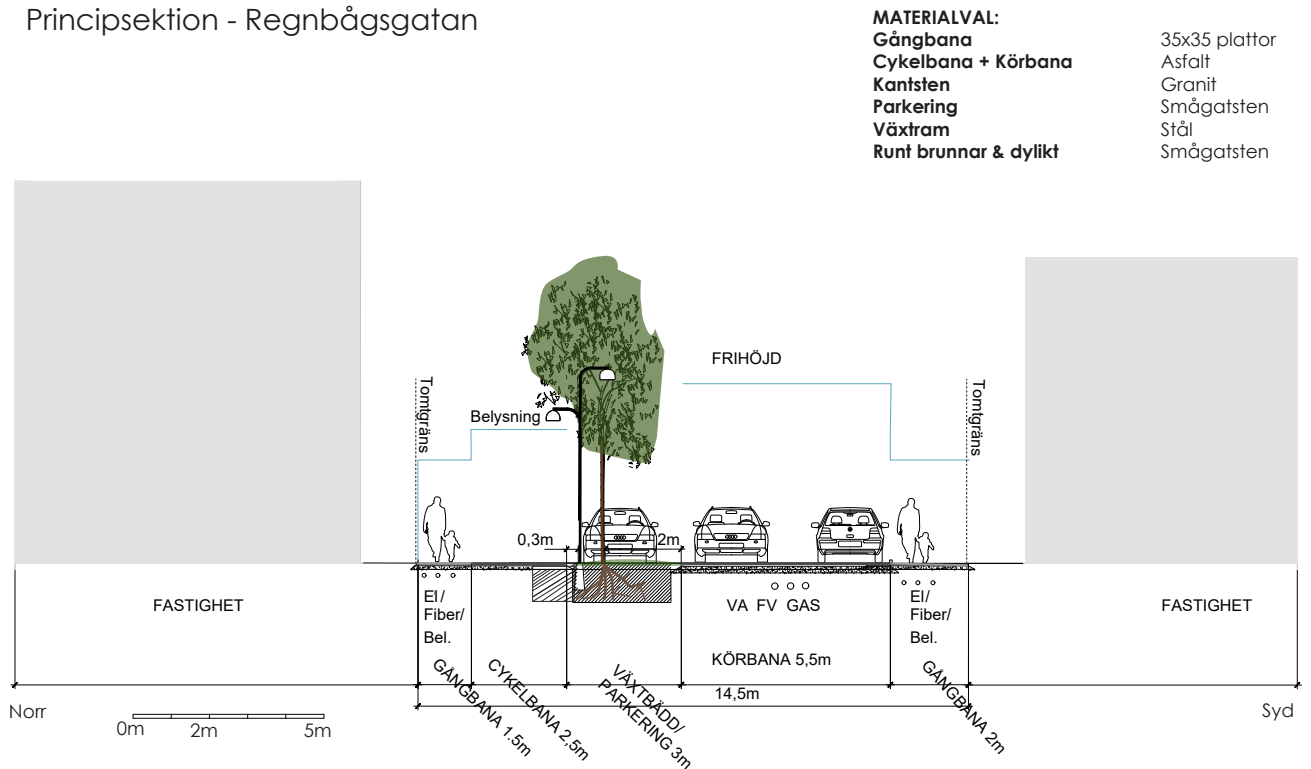 Principsektion - Regnbågsgatan
MATERIALVAL:
Gångbana 35x35 plattor
Cykelbana + Körbana Asfalt
Kantsten Granit
Parkering Smågatsten
Växtram Stål
Runt brunnar & dylikt Smågatsten
FRIHÖJD
Tomtgräns
Tomtgräns
Belysning
0,3m
2m
FASTIGHET
El/
Fiber/
Bel.
VA FV GAS
El/
Fiber/
Bel.
FASTIGHET
GÅNGBANA 1.5m
CYKELBANA 2,5m
VÄXTBÄDD/
PARKERING 3m
KÖRBANA 5,5m
GÅNGBANA 2m
14,5m
Norr
0m 2m 5m
Syd